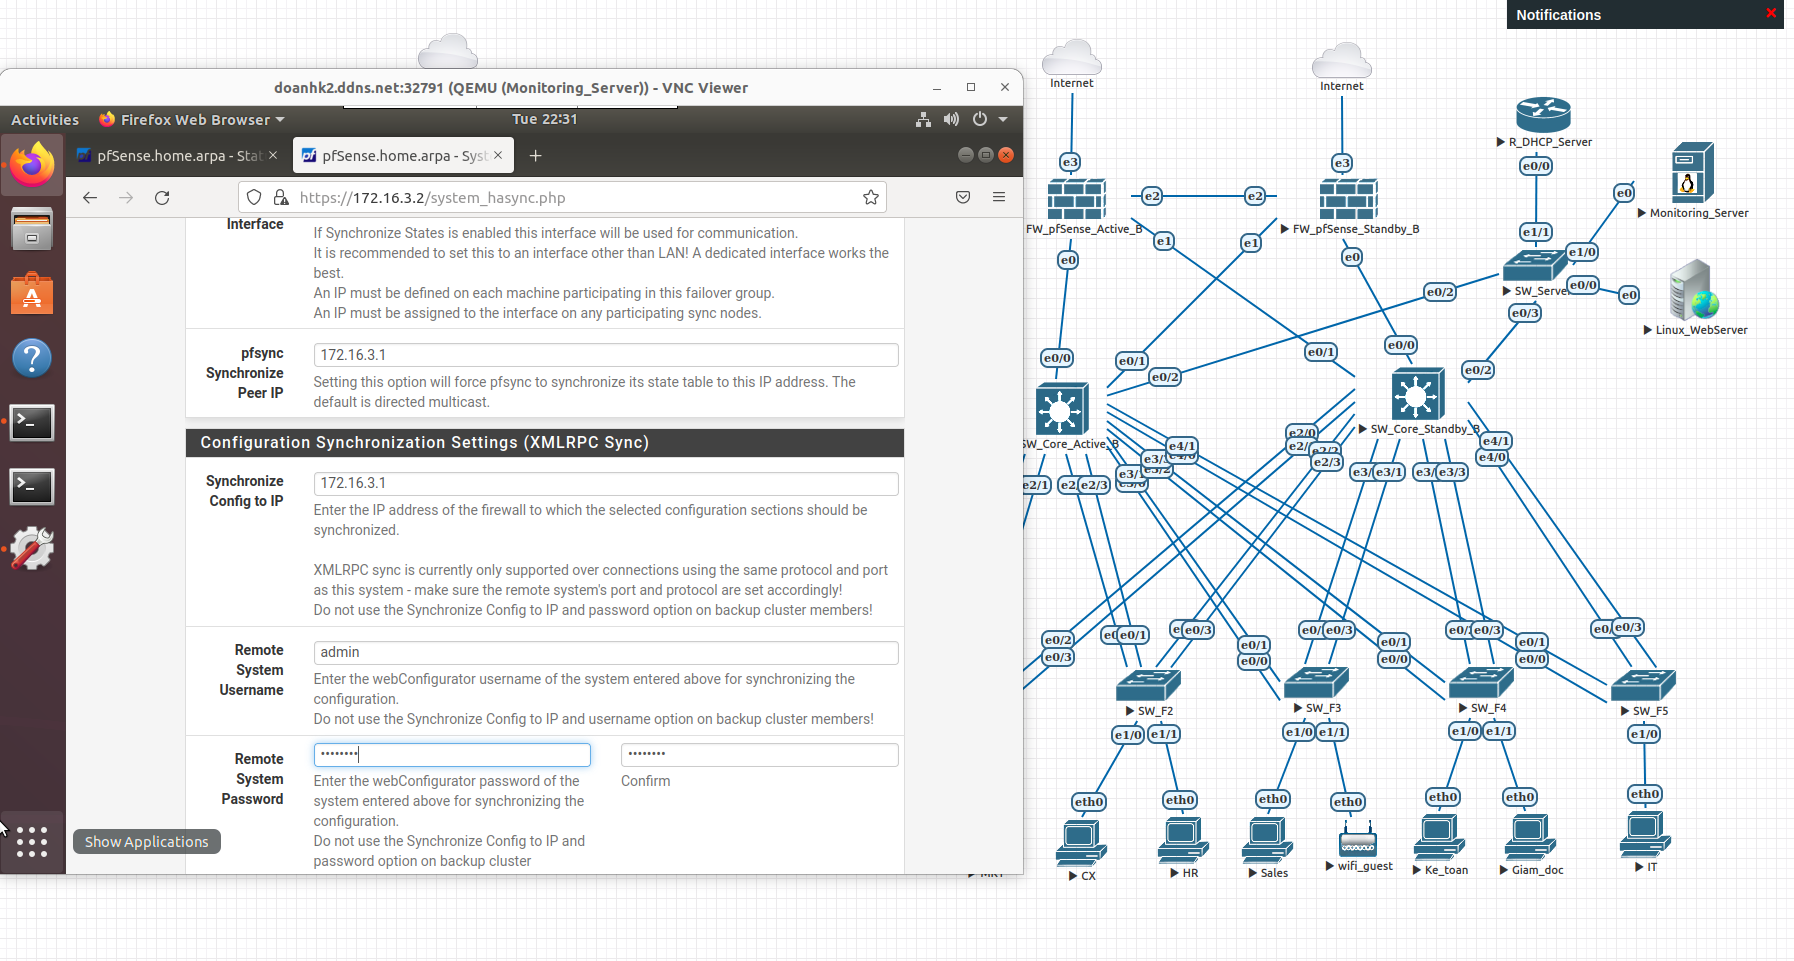 Notifications
doanhk2.ddns.net:32791 (QEMU (Monitoring_Server)) - VNC Viewer
Activities
Firefox Web Browser
Tue 22:31
pfSense.home.arpa - Stat
pfSense.home.arpa - Syst
https://172.16.3.2/system_hasync.php
Interface
If Synchronize States is enabled this interface will be used for communication.
It is recommended to set this to an interface other than LAN! A dedicated interface works the
best.
An IP must be defined on each machine participating in this failover group.
An IP must be assigned to the interface on any participating sync nodes.
pfsync
Synchronize
Peer IP
172.16.3.1
Setting this option will force pfsync to synchronize its state table to this IP address. The
default is directed multicast.
Configuration Synchronization Settings (XMLRPC Sync)
Synchronize
Config to IP
172.16.3.1
Enter the IP address of the firewall to which the selected configuration sections should be
synchronized.
XMLRPC sync is currently only supported over connections using the same protocol and port
as this system - make sure the remote system's port and protocol are set accordingly!
Do not use the Synchronize Config to IP and password option on backup cluster members!
Remote
System
Username
admin
Enter the webConfigurator username of the system entered above for synchronizing the
configuration.
Do not use the Synchronize Config to IP and username option on backup cluster members!
Remote
System
Password
••••••••
••••••••
Enter the webConfigurator password of the
system entered above for synchronizing the
configuration.
Do not use the Synchronize Config to IP and
password option on backup cluster
Confirm
Show Applications
Internet
Internet
R_DHCP_Server
e3
e3
e0/0
e2
e2
e0
Monitoring_Server
FW_pfSense_Active_B
FW_pfSense_Standby_B
e1
e1
e1/1
e0
e0
e1/0
SW_Server
e0/0
e0
e0/2
e0/3
Linux_WebServer
e0/0
e0/1
e0/1
e0/0
e0/2
e0/2
SW_Core_Active_B
SW_Core_Standby_B
e2/0
e4/1
e4/1
e4/0
e2/3
e3/1
e3/3
e2/1
e2/3
e0/2
e0/3
e0/1
e0/3
e0/1
e0/0
e0/3
e0/1
e0/0
e0/3
e0/1
e0/0
e0/3
SW_F2
SW_F3
SW_F4
SW_F5
e1/0
e1/1
e1/0
e1/1
e1/0
e1/1
e1/0
eth0
eth0
eth0
eth0
eth0
eth0
eth0
CX
HR
Sales
wifi_guest
Ke_toan
Giam_doc
IT